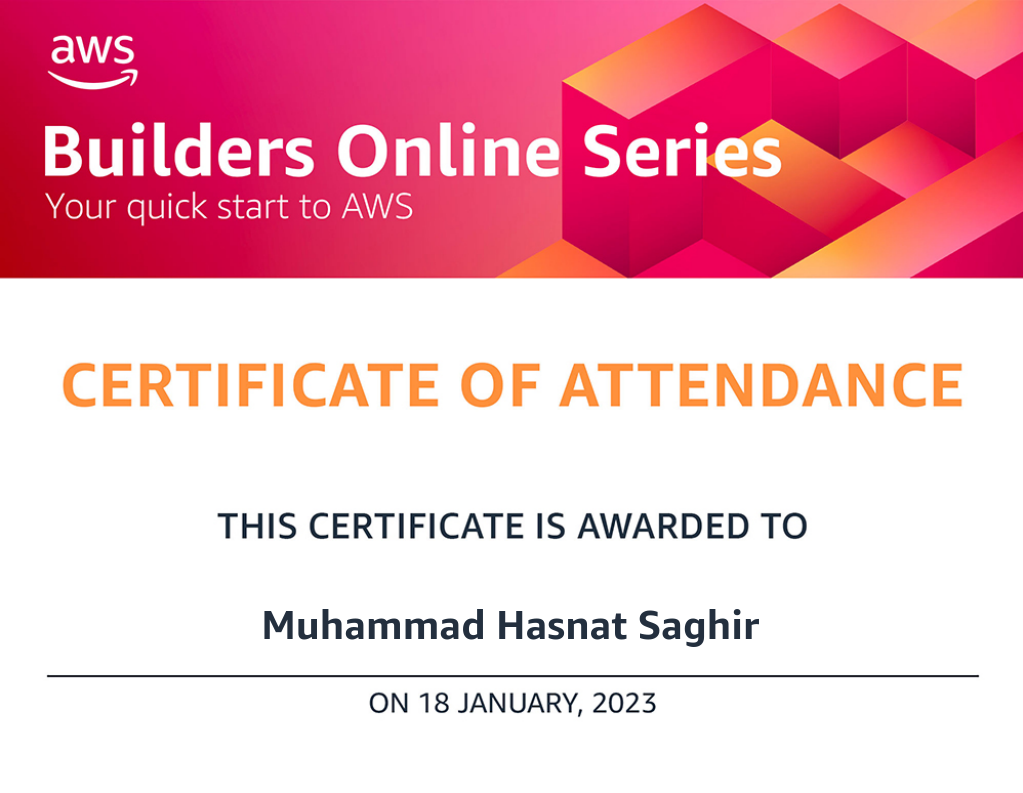 aws
Builders Online Series
Your quick start to AWS
CERTIFICATE OF ATTENDANCE
THIS CERTIFICATE IS AWARDED TO
Muhammad Hasnat Saghir
ON 18 JANUARY, 2023